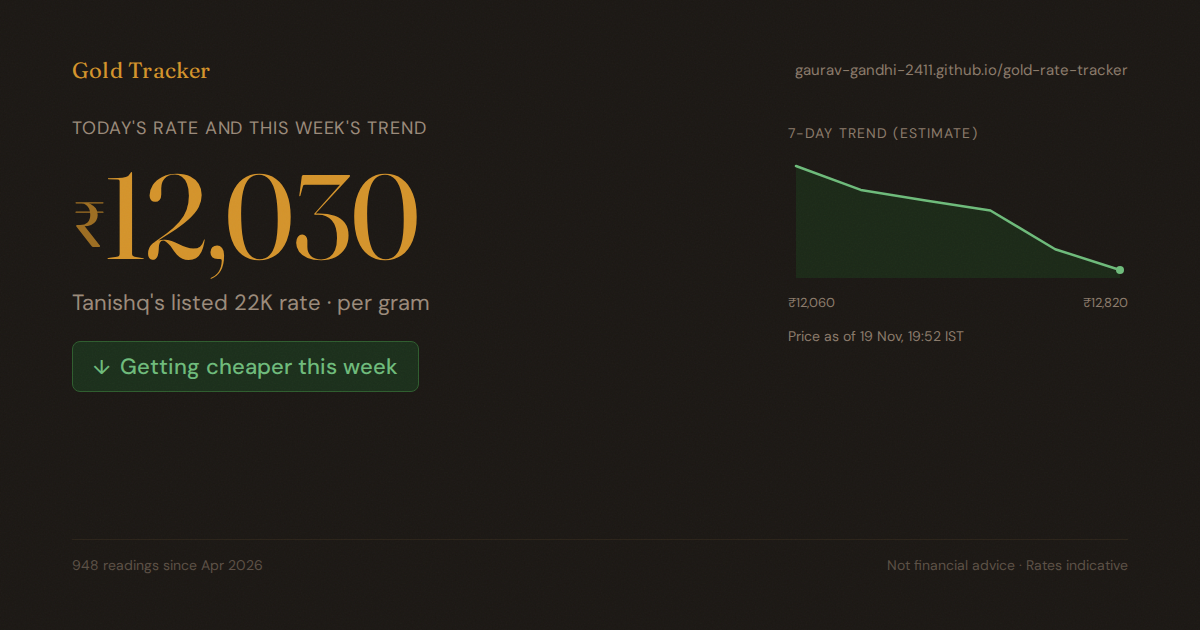 Gold Tracker
gaurav-gandhi-2411.github.io/gold-rate-tracker
TODAY'S RATE AND THIS WEEK'S TREND
₹12,030
Tanishq's listed 22K rate · per gram
↓ Getting cheaper this week
7-DAY TREND (ESTIMATE)
₹12,060 ₹12,820
Price as of 19 Nov, 19:52 IST
948 readings since Apr 2026
Not financial advice · Rates indicative